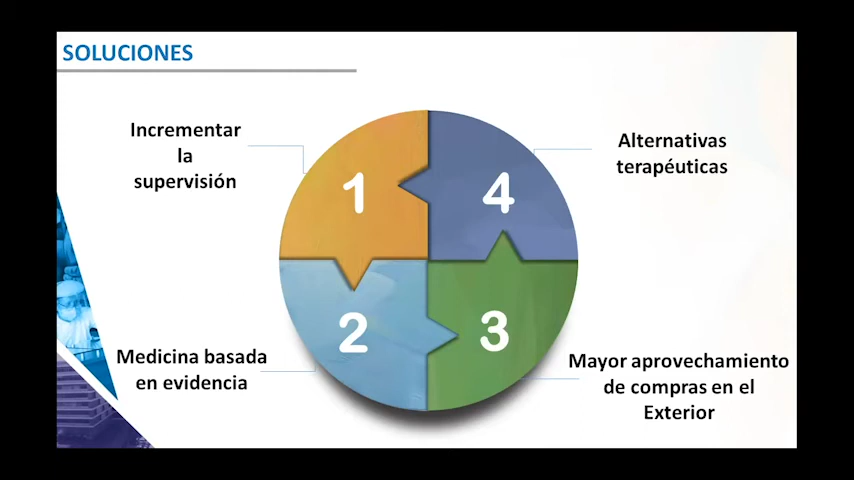 SOLUCIONES
Incrementar
la
supervisión
1
4
Alternativas
terapéuticas
2
3
Medicina basada
en evidencia
Mayor aprovechamiento
de compras en el
Exterior